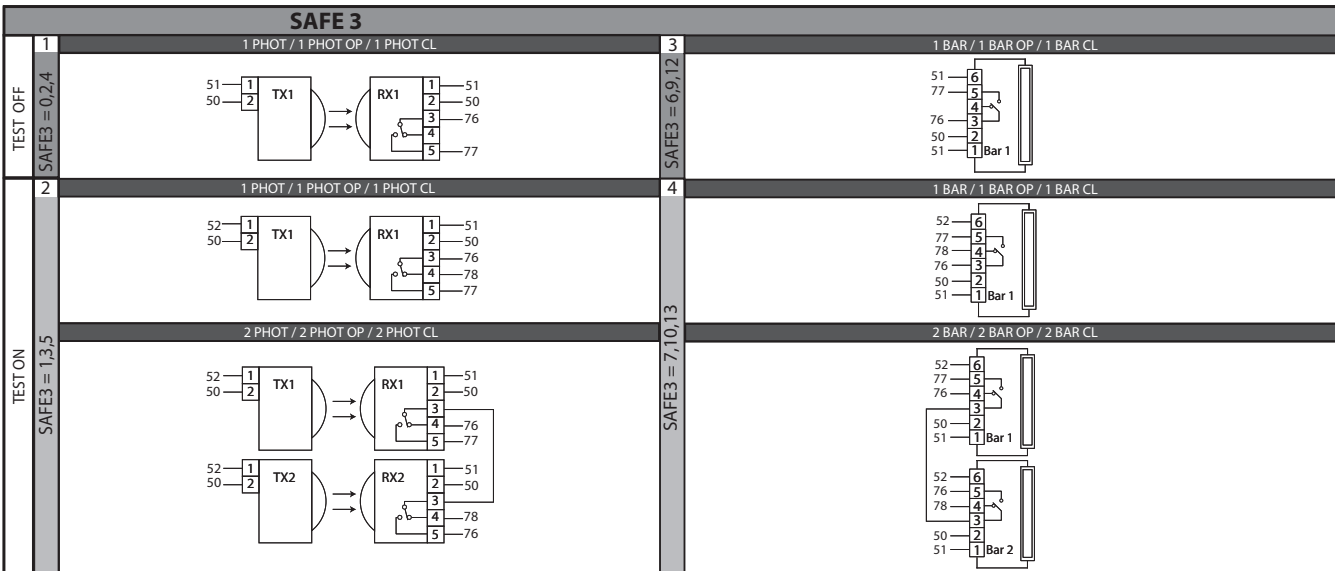 SAFE 3
TEST OFF
1
SAFE3 = 0,2,4
1 PHOT / 1 PHOT OP / 1 PHOT CL
51 1 TX1 RX1 1 51
50 2 2 50
3 76
4
5 77
3
SAFE3 = 6,9,12
1 BAR / 1 BAR OP / 1 BAR CL
51 6
77 5
4
76 3
50 2
51 1 Bar 1
TEST ON
2
SAFE3 = 1,3,5
1 PHOT / 1 PHOT OP / 1 PHOT CL
52 1 TX1 RX1 1 51
50 2 2 50
3 76
4 78
5 77
2 PHOT / 2 PHOT OP / 2 PHOT CL
52 1 TX1 RX1 1 51
50 2 2 50
3
4 76
5 77
52 1 TX2 RX2 1 51
50 2 2 50
3
4 78
5 76
4
SAFE3 = 7,10,13
1 BAR / 1 BAR OP / 1 BAR CL
52 6
77 5
78 4
76 3
50 2
51 1 Bar 1
2 BAR / 2 BAR OP / 2 BAR CL
52 6
77 5
76 4
3
50 2
51 1 Bar 1
52 6
76 5
78 4
3
50 2
51 1 Bar 2